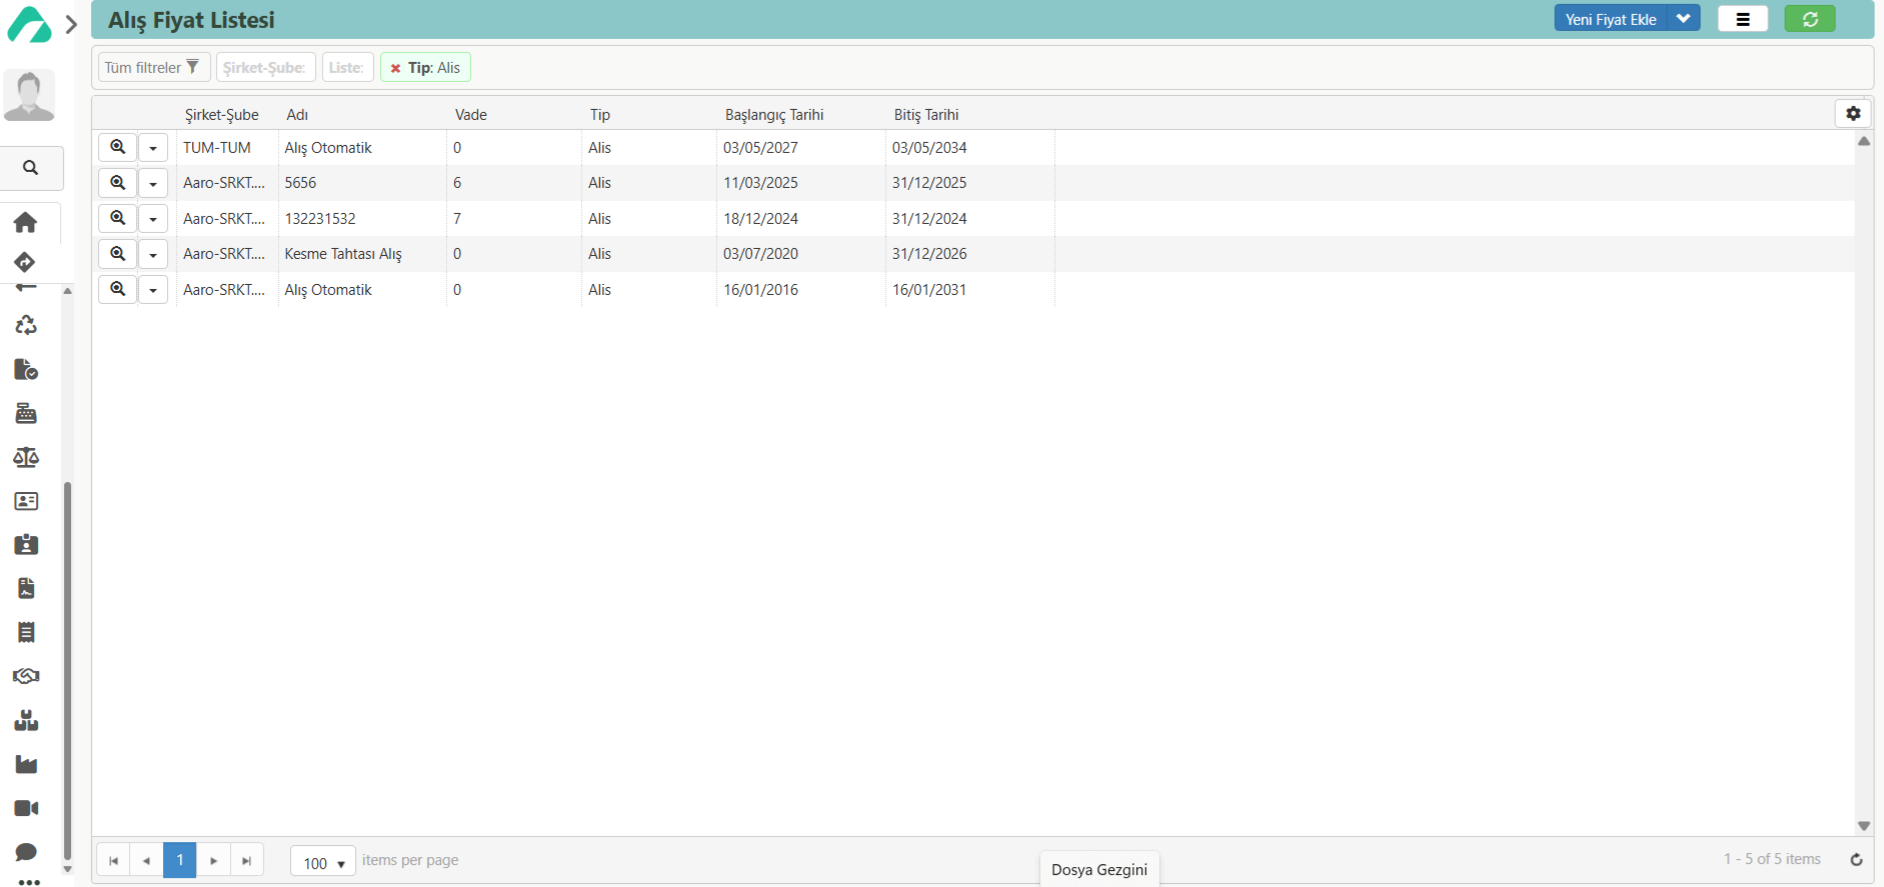 Alış Fiyat Listesi
Yeni Fiyat Ekle
Tüm filtreler Şirket-Şube: Liste: Tip: Alis
Şirket-Şube Adı Vade Tip Başlangıç Tarihi Bitiş Tarihi
TUM-TUM Alış Otomatik 0 Alis 03/05/2027 03/05/2034
Aaro-SRKT.... 5656 6 Alis 11/03/2025 31/12/2025
Aaro-SRKT.... 132231532 7 Alis 18/12/2024 31/12/2024
Aaro-SRKT.... Kesme Tahtası Alış 0 Alis 03/07/2020 31/12/2026
Aaro-SRKT.... Alış Otomatik 0 Alis 16/01/2016 16/01/2031
1 100 items per page 1 - 5 of 5 items
Dosya Gezgini